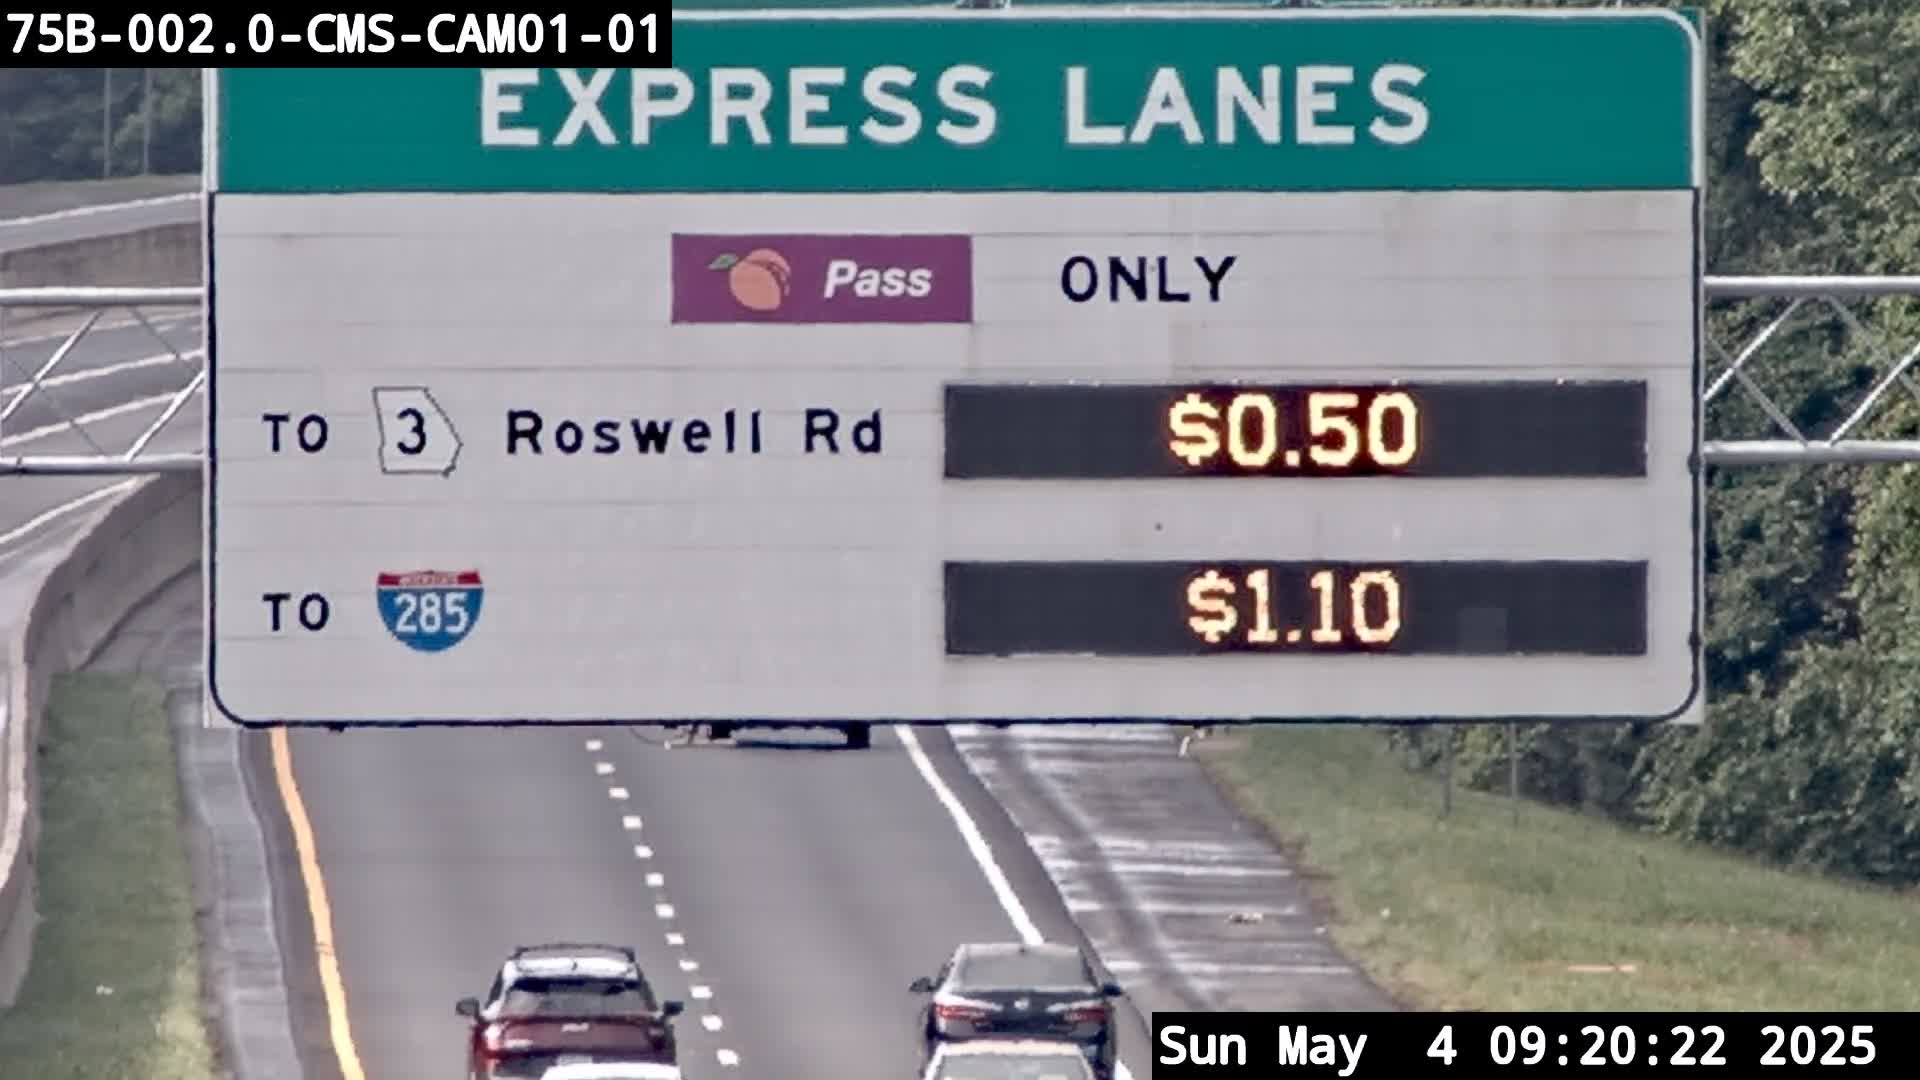 75B-002.0-CMS-CAM01-01
EXPRESS LANES
Pass ONLY
TO 3 Roswell Rd $0.50
TO 285 $1.10
Sun May 4 09:20:22 2025